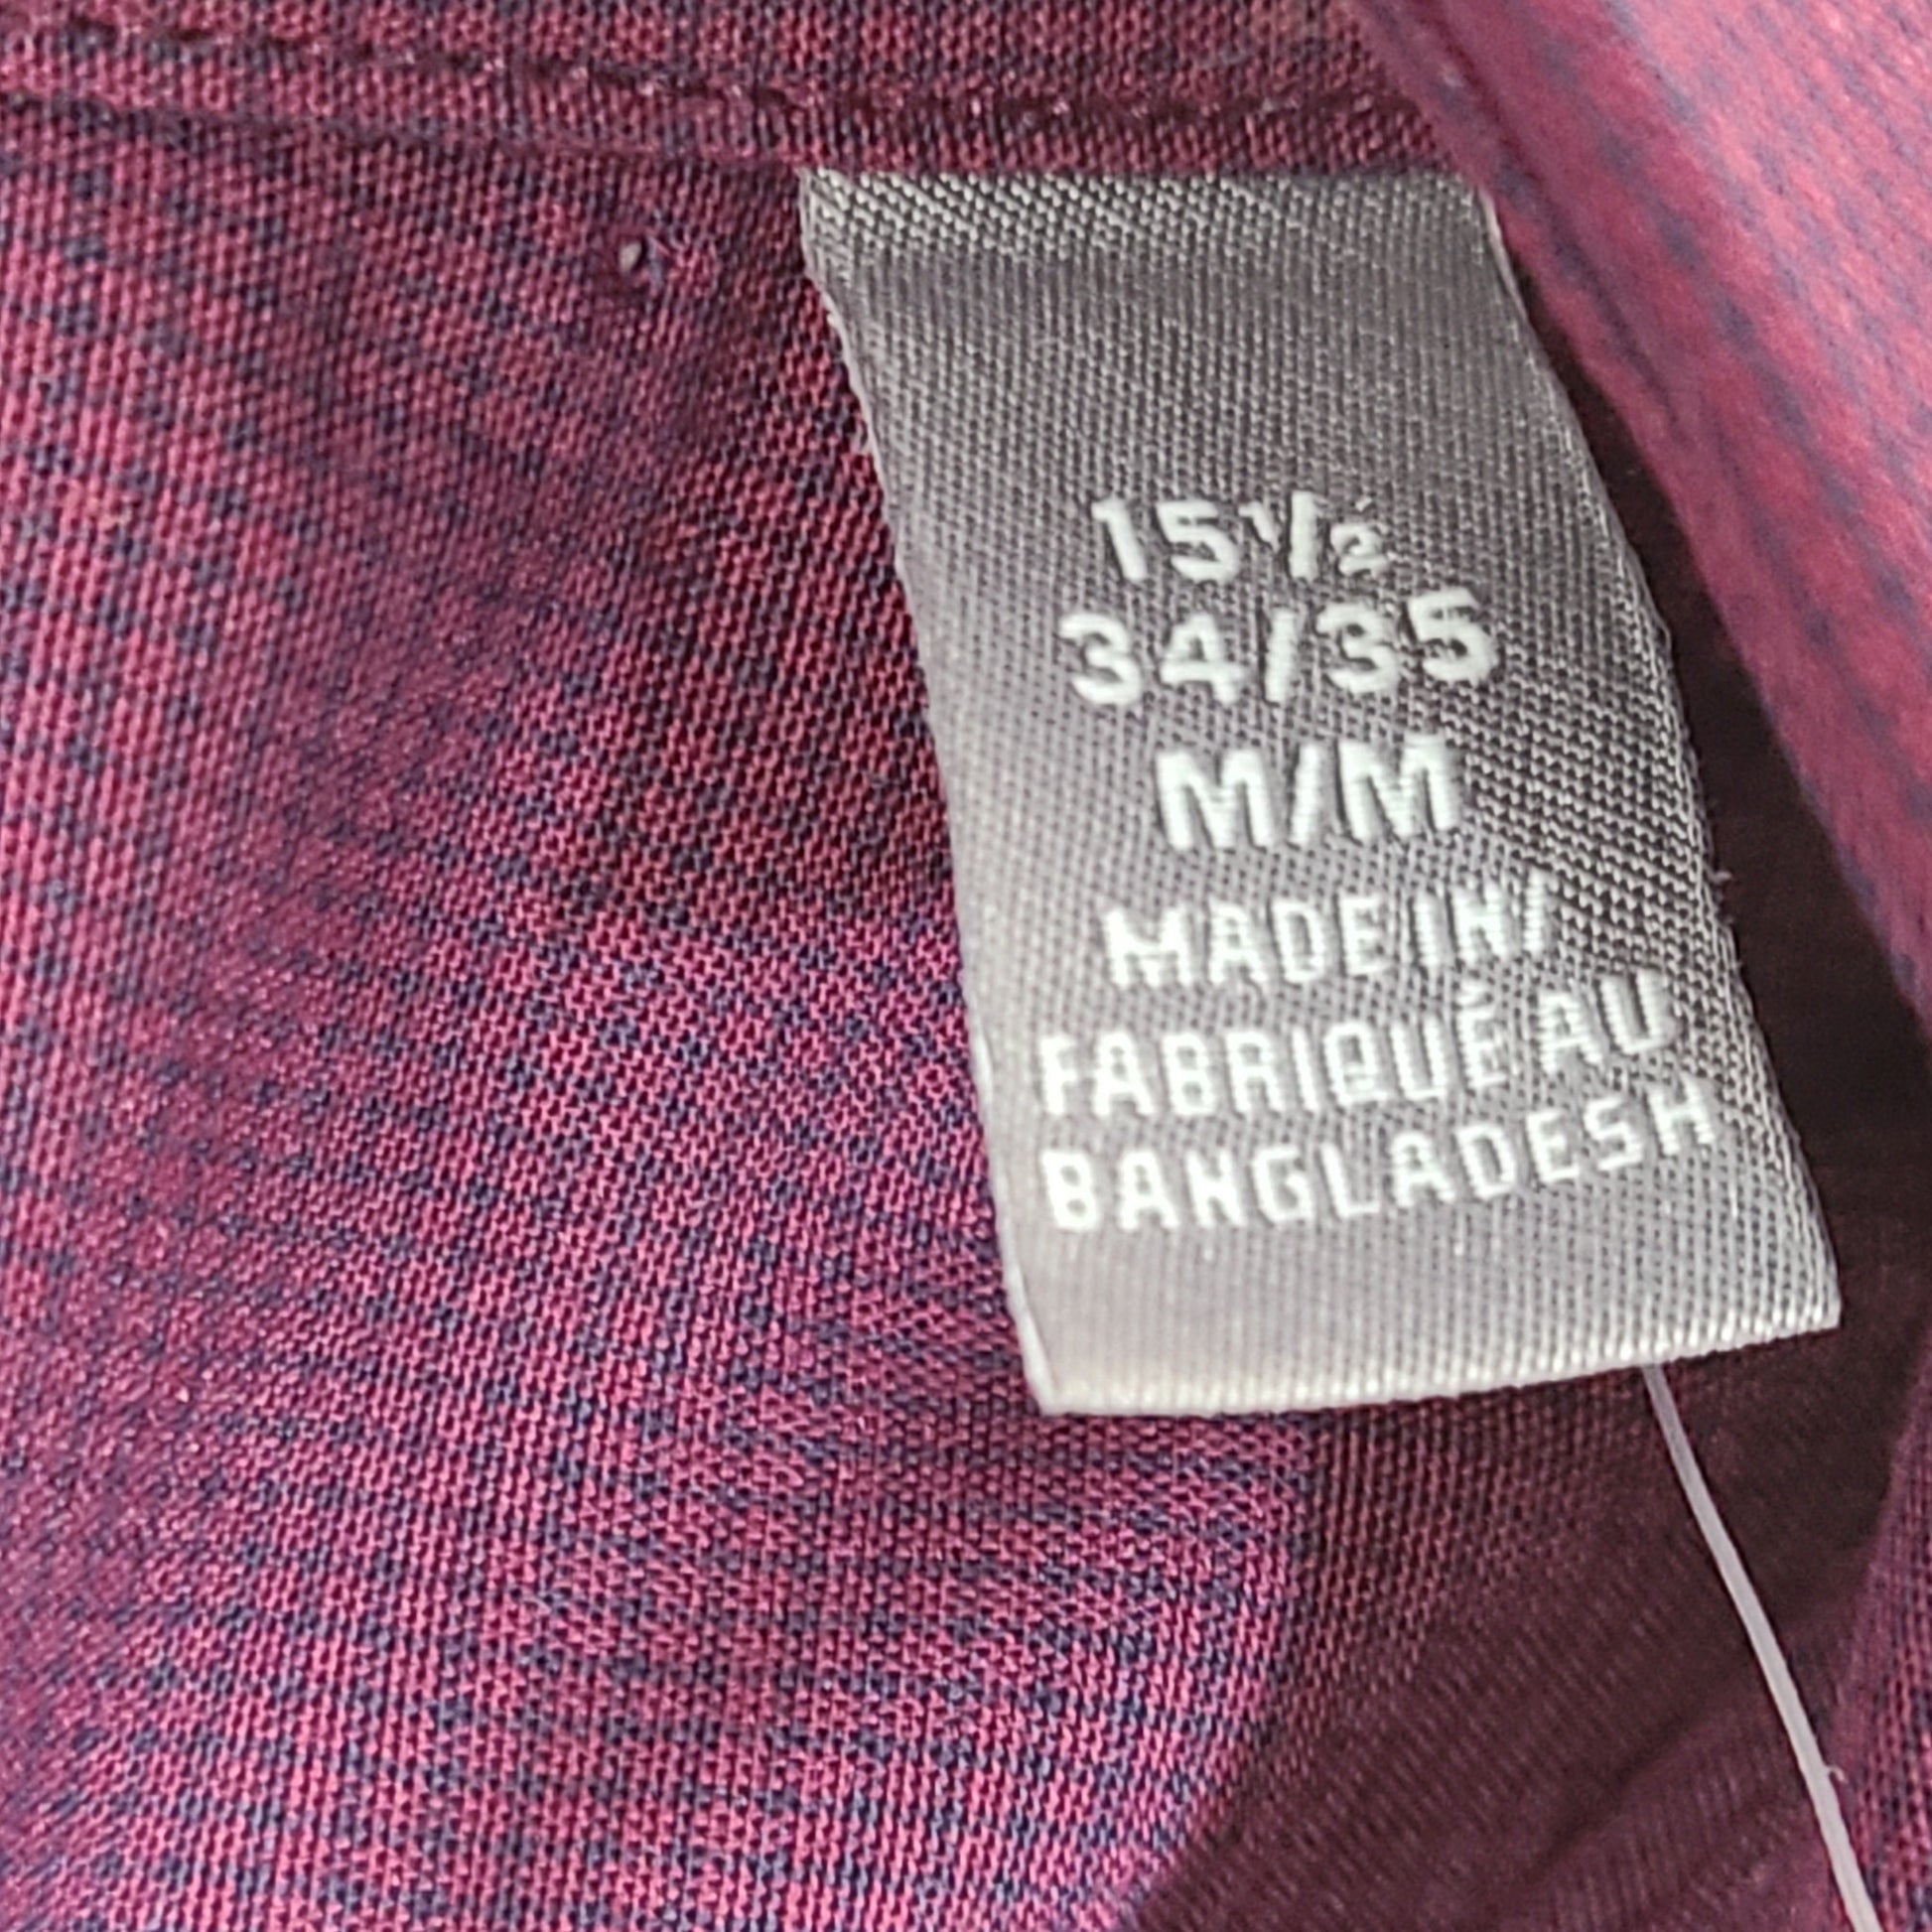 15½
34/35
M/M
MADE IN/
FABRIQUÉ AU
BANGLADESH